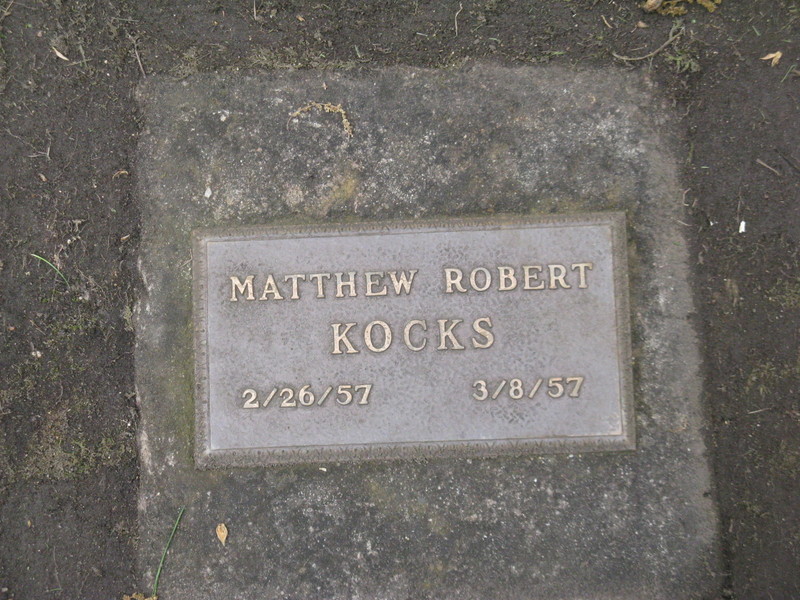 MATTHEW ROBERT
KOCKS
2/26/57 3/8/57